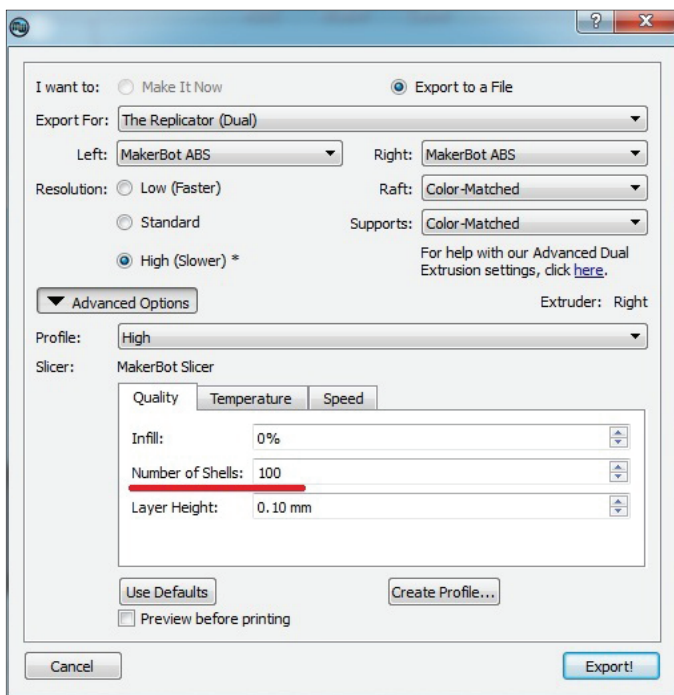 I want to: Make It Now Export to a File
Export For: The Replicator (Dual)
Left: MakerBot ABS Right: MakerBot ABS
Resolution: Low (Faster) Raft: Color-Matched
Standard Supports: Color-Matched
High (Slower) * For help with our Advanced Dual
Extrusion settings, click here.
Advanced Options Extruder: Right
Profile: High
Slicer: MakerBot Slicer
Quality Temperature Speed
Infill: 0%
Number of Shells: 100
Layer Height: 0.10 mm
Use Defaults Create Profile...
Preview before printing
Cancel Export!